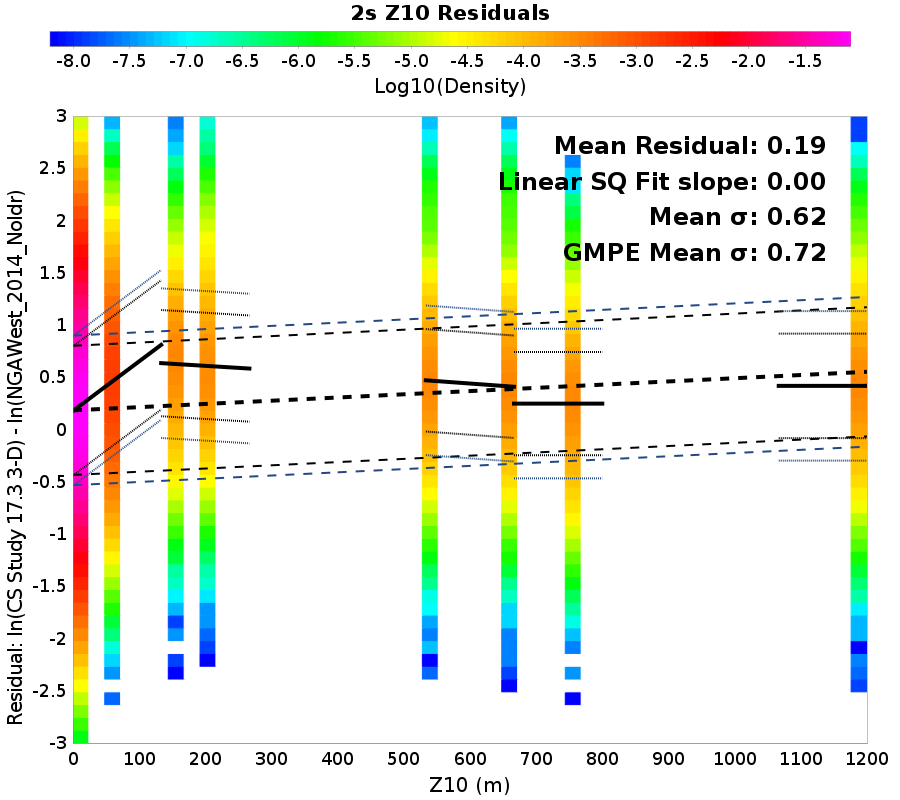 2s Z10 Residuals
-8.0 -7.5 -7.0 -6.5 -6.0 -5.5 -5.0 -4.5 -4.0 -3.5 -3.0 -2.5 -2.0 -1.5
Log10(Density)
Mean Residual: 0.19
Linear SQ Fit slope: 0.00
Mean σ: 0.62
GMPE Mean σ: 0.72
Residual: ln(CS Study 17.3 3-D) - ln(NGAWest_2014_NoIdr)
3
2.5
2
1.5
1
0.5
0
-0.5
-1
-1.5
-2
-2.5
-3
0 100 200 300 400 500 600 700 800 900 1000 1100 1200
Z10 (m)